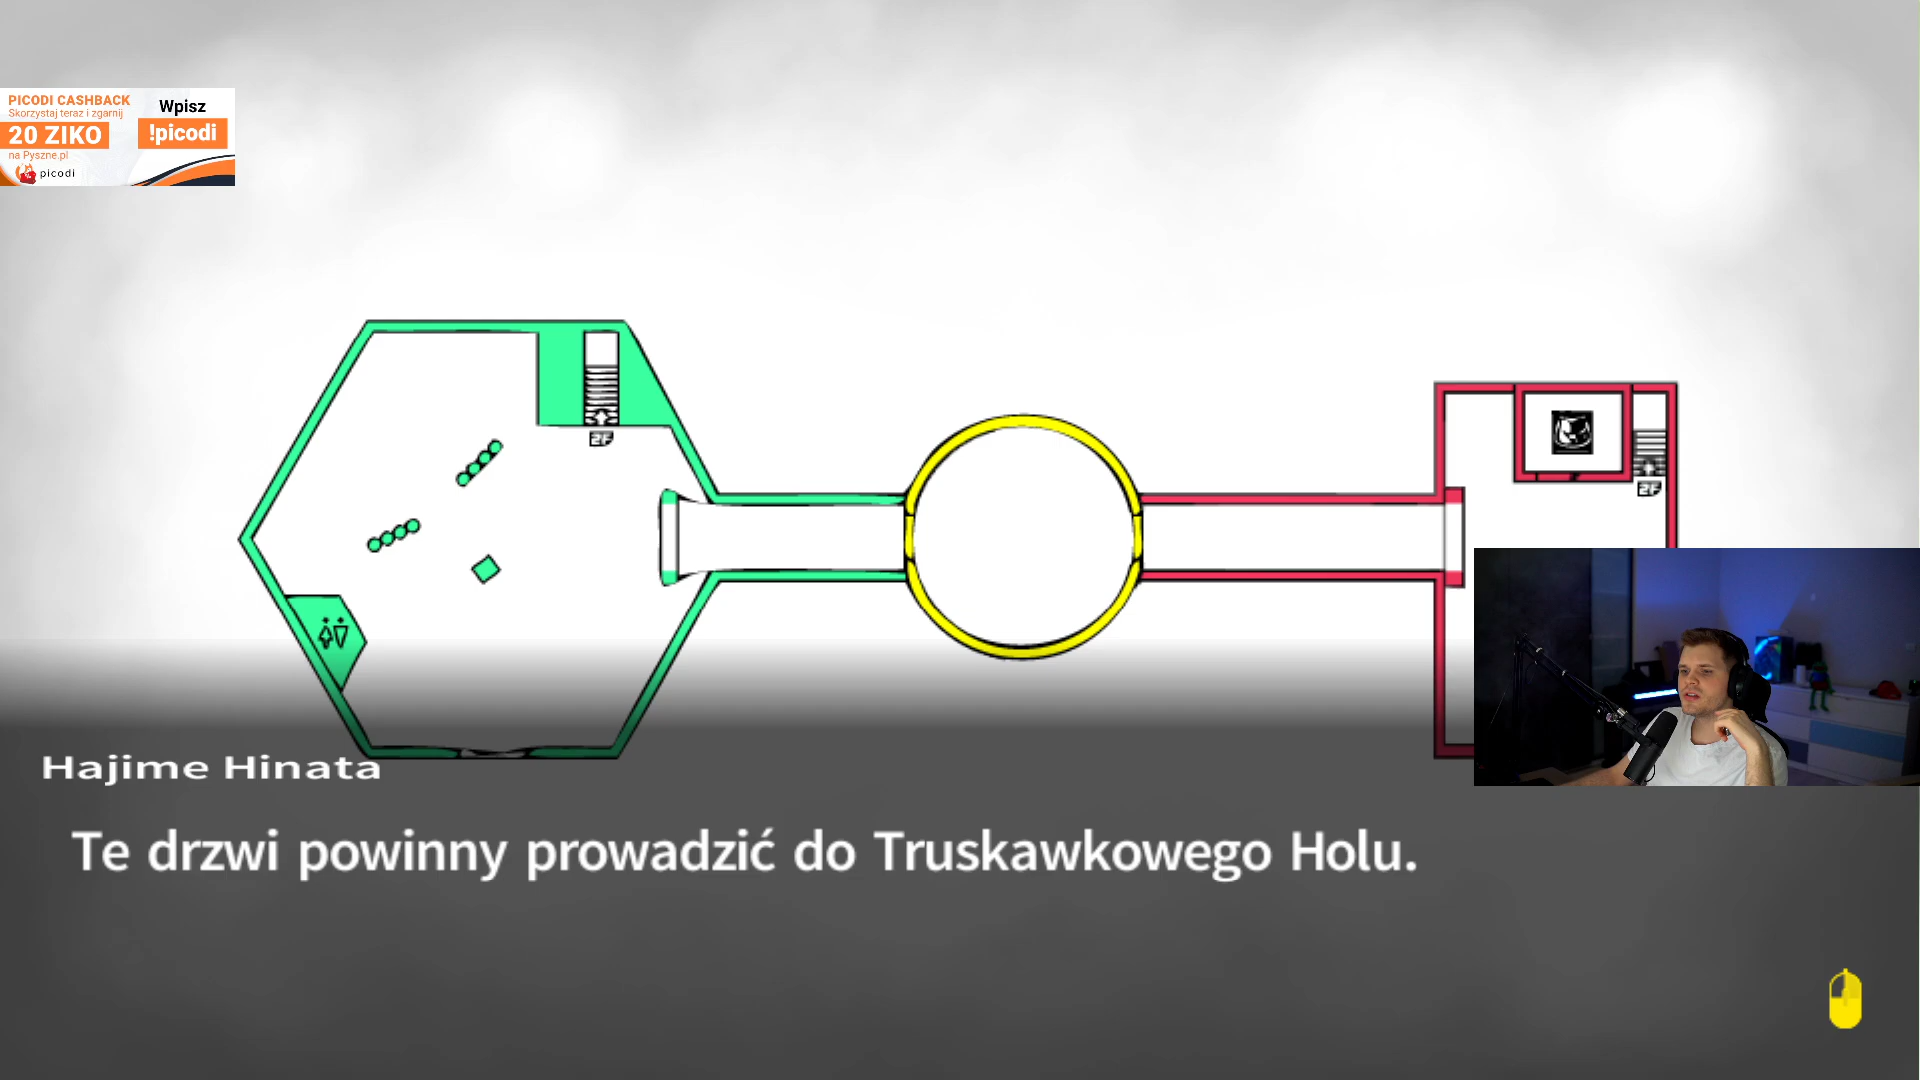 PICODI CASHBACK
Skorzystaj teraz i zgarnij
20 ZIKO
na Pyszne.pl
picodi
Wpisz
!picodi
2F
2F
Hajime Hinata
Te drzwi powinny prowadzić do Truskawkowego Holu.